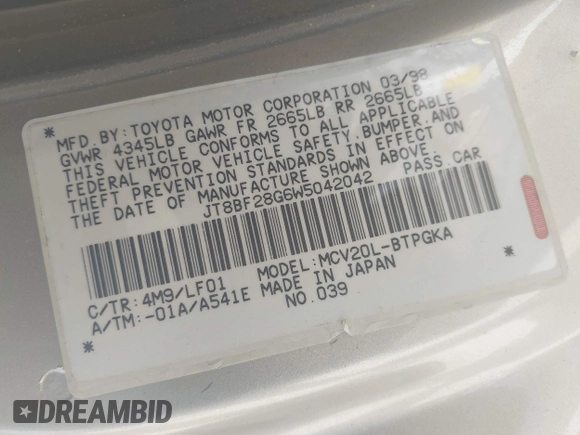 MFD.BY:TOYOTA MOTOR CORPORATION 03/98
GVWR 4345LB GAWR FR 2665LB RR 2665LB
THIS VEHICLE CONFORMS TO ALL APPLICABLE
FEDERAL MOTOR VEHICLE SAFETY,BUMPER,AND
THEFT PREVENTION STANDARDS IN EFFECT ON
THE DATE OF MANUFACTURE SHOWN ABOVE.
JT8BF28G6W5042042 PASS.CAR
C/TR:4M9/LF01 MODEL:MCV20L-BTPGKA
A/TM:-01A/A541E MADE IN JAPAN
NO.039
DREAMBID